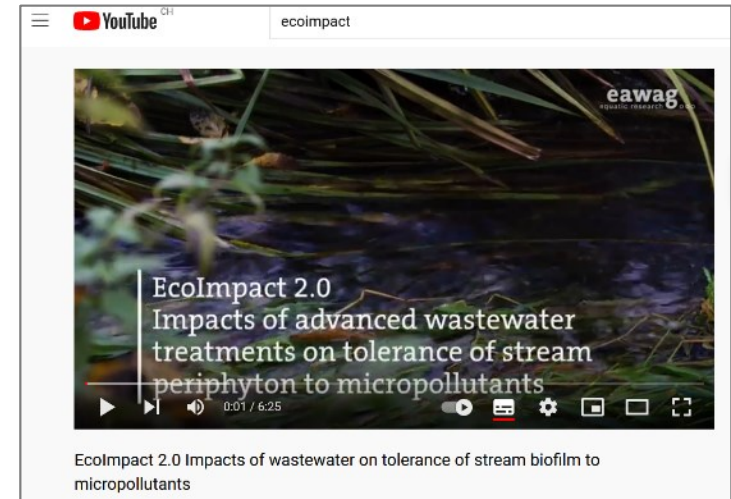 YouTube CH
ecoimpact
eawag
aquatic research
EcoImpact 2.0
Impacts of advanced wastewater
treatments on tolerance of stream
periphyton to micropollutants
0:01 / 6:25
EcoImpact 2.0 Impacts of wastewater on tolerance of stream biofilm to
micropollutants